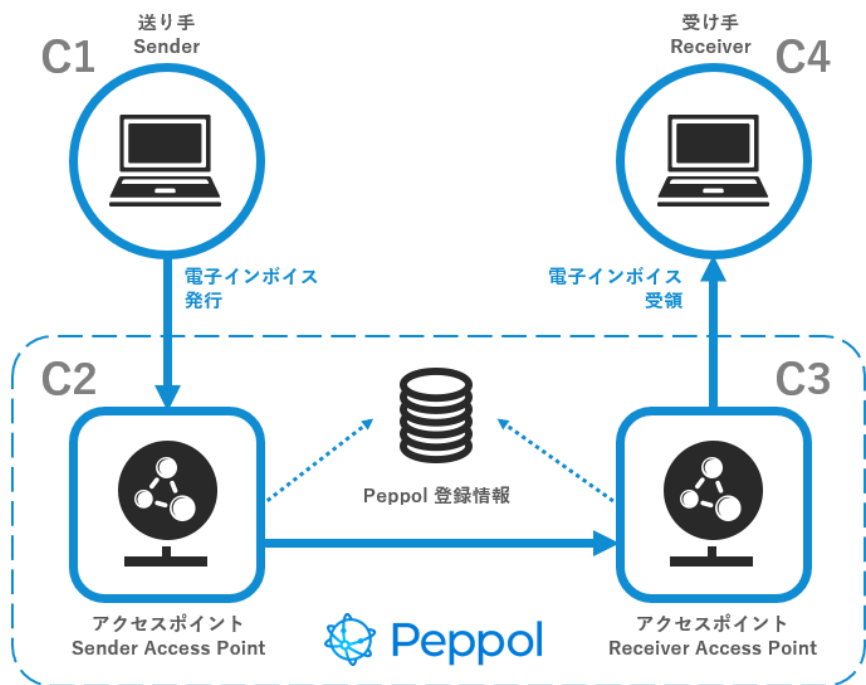 送り手
Sender
C1
受け手
Receiver
C4
電子インボイス
発行
電子インボイス
受領
C2
C3
Peppol 登録情報
アクセスポイント
Sender Access Point
Peppol
アクセスポイント
Receiver Access Point